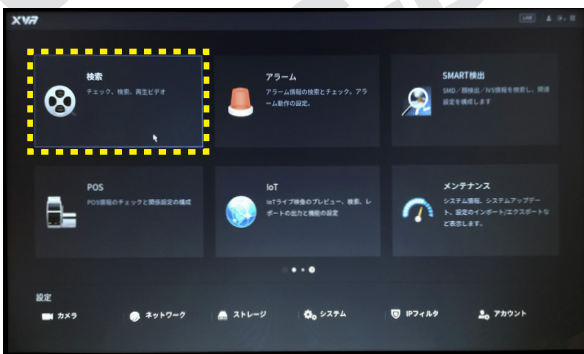 XVR
LIVE
検索
チェック、検索、再生ビデオ
アラーム
アラーム情報の検索とチェック。アラ
ーム動作の設定。
SMART検出
SMD／顔検出／IVS情報を検索し、関連
設定を構成します
POS
POS情報のチェックと関係設定の構成
IoT
IoTライブ映像のプレビュー、検索、レ
ポートの出力と機能の設定
メンテナンス
システム情報、システムアップデー
ト、設定のインポート/エクスポートな
ど表示します。
設定
カメラ
ネットワーク
ストレージ
システム
IPフィルタ
アカウント